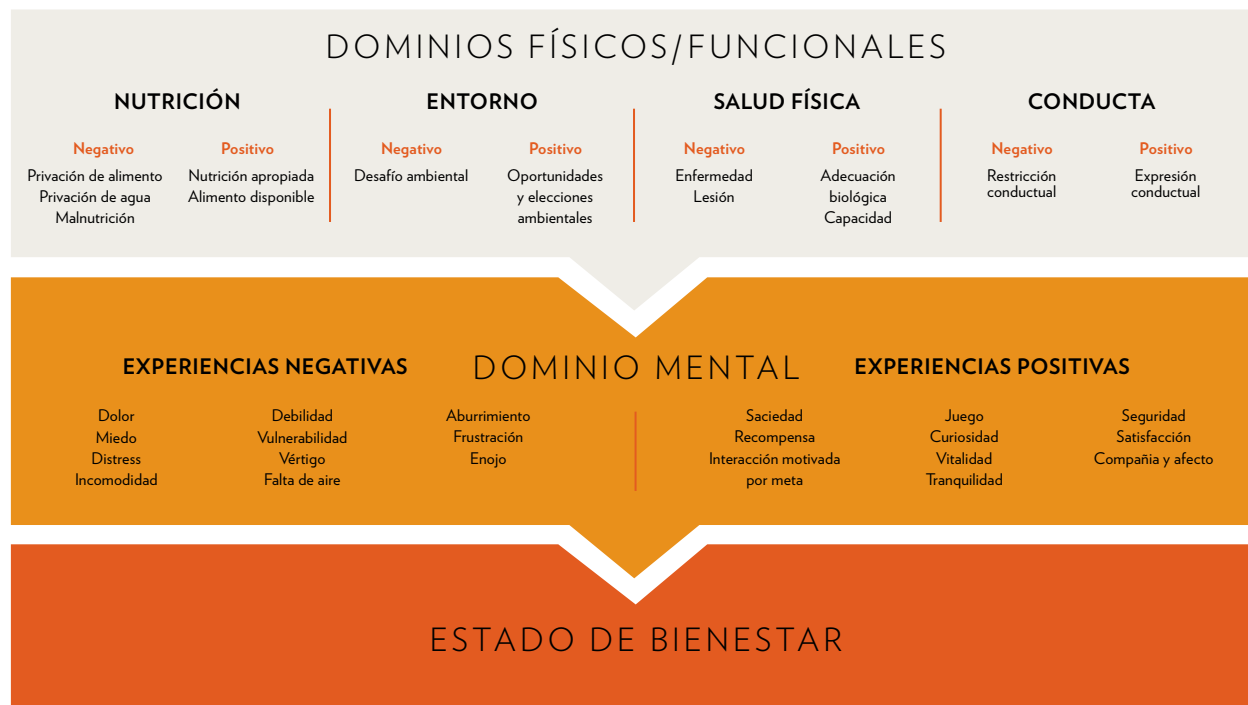 DOMINIOS FÍSICOS/FUNCIONALES
NUTRICIÓN
Negativo
Privación de alimento
Privación de agua
Malnutrición
Positivo
Nutrición apropiada
Alimento disponible
ENTORNO
Negativo
Desafío ambiental
Positivo
Oportunidades
y elecciones
ambientales
SALUD FÍSICA
Negativo
Enfermedad
Lesión
Positivo
Adecuación
biológica
Capacidad
CONDUCTA
Negativo
Restricción
conductual
Positivo
Expresión
conductual
DOMINIO MENTAL
EXPERIENCIAS NEGATIVAS
Dolor
Miedo
Distress
Incomodidad
Debilidad
Vulnerabilidad
Vértigo
Falta de aire
Aburrimiento
Frustración
Enojo
EXPERIENCIAS POSITIVAS
Saciedad
Recompensa
Interacción motivada
por meta
Juego
Curiosidad
Vitalidad
Tranquilidad
Seguridad
Satisfacción
Compañia y afecto
ESTADO DE BIENESTAR